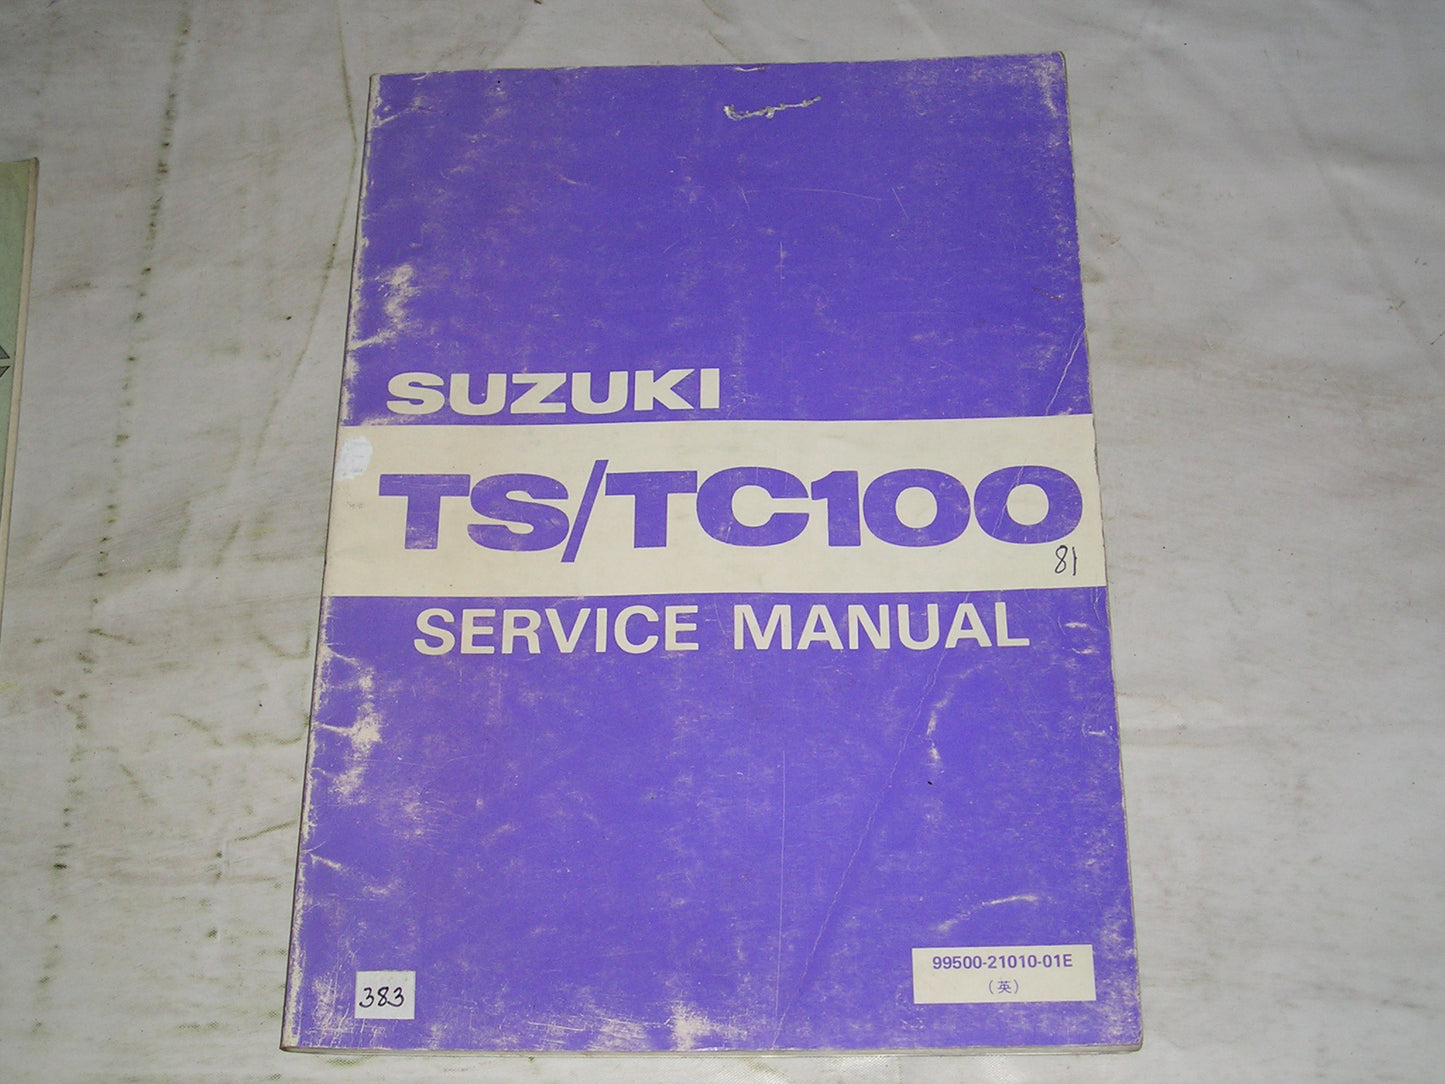 SUZUKI
TS/TC100
81
SERVICE MANUAL
99500-21010-01E
(英)
383